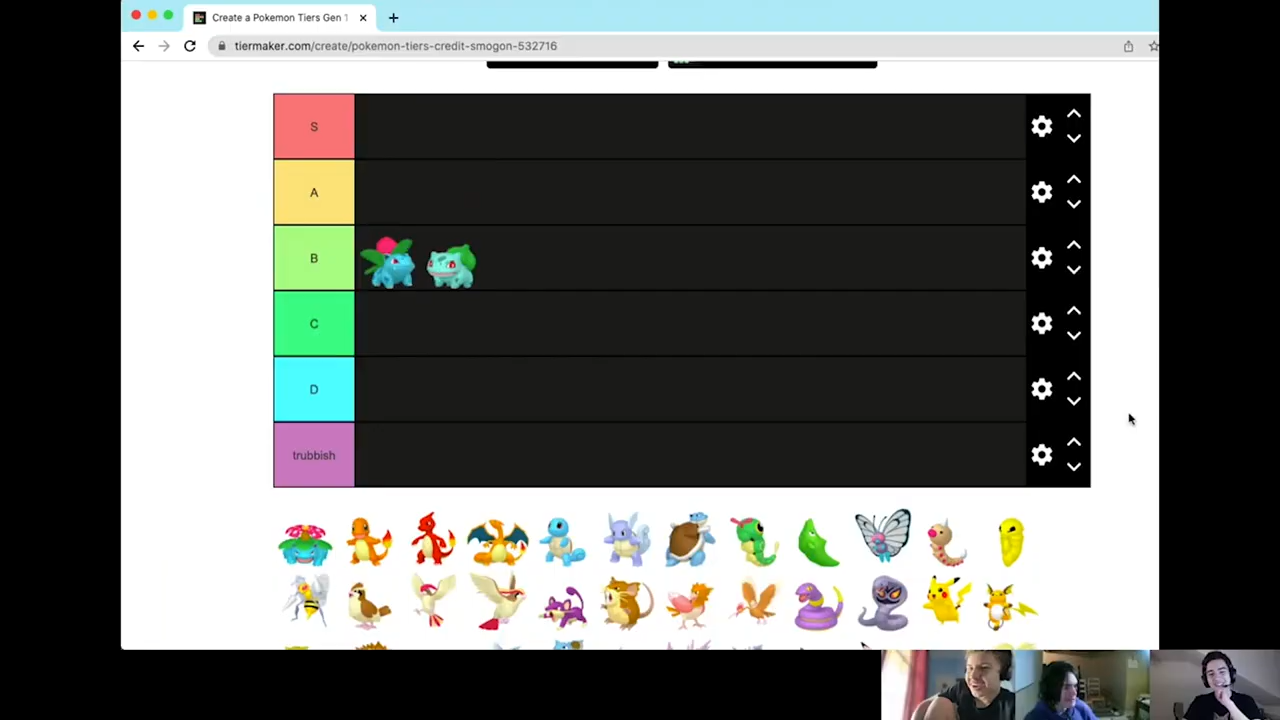 Create a Pokemon Tiers Gen 1
tiermaker.com/create/pokemon-tiers-credit-smogon-532716
S
A
B
C
D
trubbish